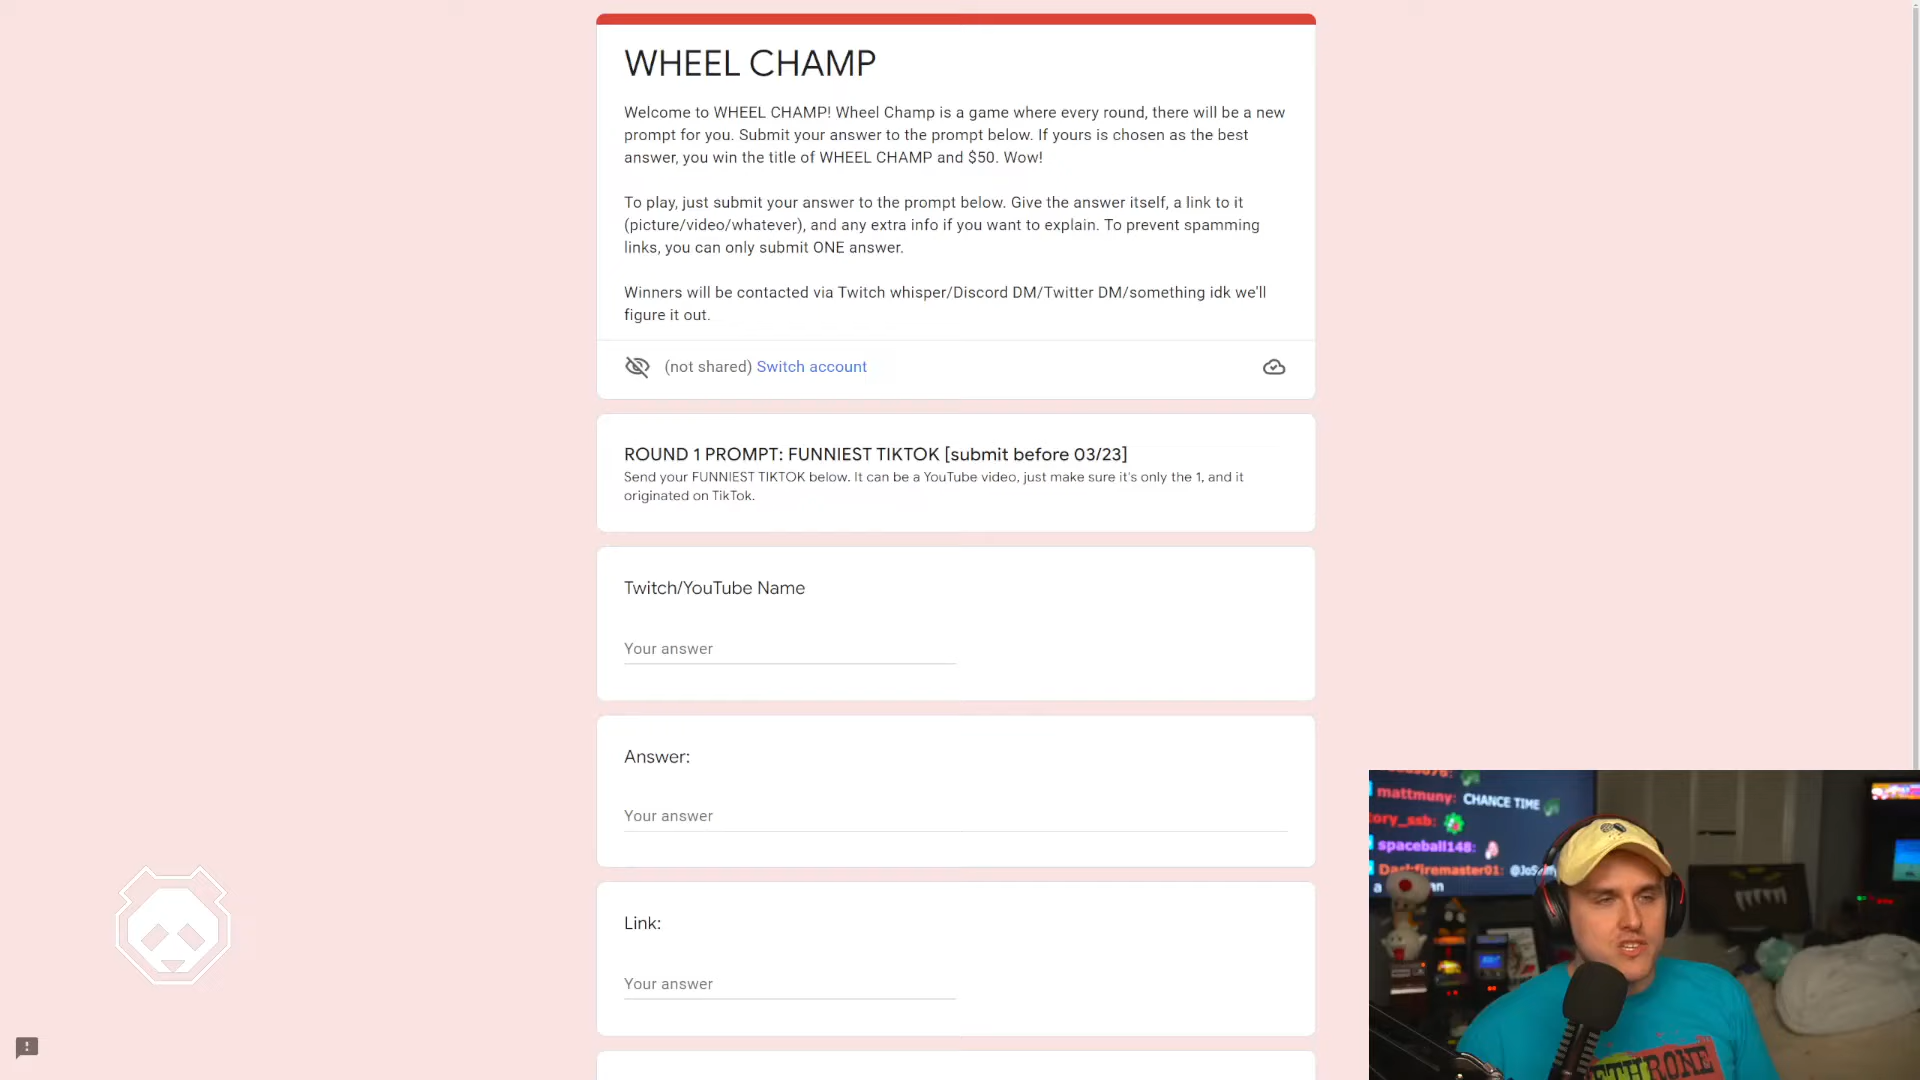 WHEEL CHAMP
Welcome to WHEEL CHAMP! Wheel Champ is a game where every round, there will be a new
prompt for you. Submit your answer to the prompt below. If yours is chosen as the best
answer, you win the title of WHEEL CHAMP and $50. Wow!
To play, just submit your answer to the prompt below. Give the answer itself, a link to it
(picture/video/whatever), and any extra info if you want to explain. To prevent spamming
links, you can only submit ONE answer.
Winners will be contacted via Twitch whisper/Discord DM/Twitter DM/something idk we'll
figure it out.
(not shared) Switch account
ROUND 1 PROMPT: FUNNIEST TIKTOK [submit before 03/23]
Send your FUNNIEST TIKTOK below. It can be a YouTube video, just make sure it's only the 1, and it
originated on TikTok.
Twitch/YouTube Name
Your answer
Answer:
Your answer
Link:
Your answer
mattmuny: CHANCE TIME
ory_ssb:
spaceball148:
Darkfiremaster01:
a
THRONE